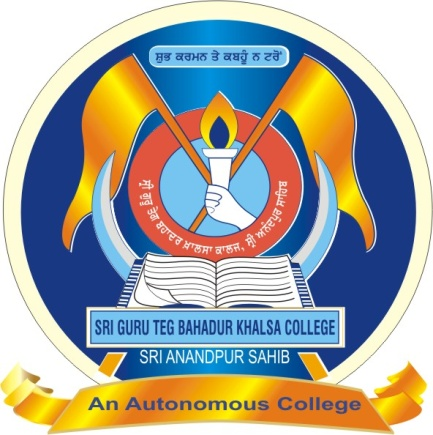 ਸ਼ੁਭ ਕਰਮਨ ਤੇ ਕਬਹੂੰ ਨ ਟਰੋਂ
ਸ੍ਰੀ ਗੁਰੂ ਤੇਗ ਬਹਾਦਰ ਖ਼ਾਲਸਾ ਕਾਲਜ, ਸ੍ਰੀ ਅਨੰਦਪੁਰ ਸਾਹਿਬ
SRI GURU TEG BAHADUR KHALSA COLLEGE
SRI ANANDPUR SAHIB
An Autonomous College